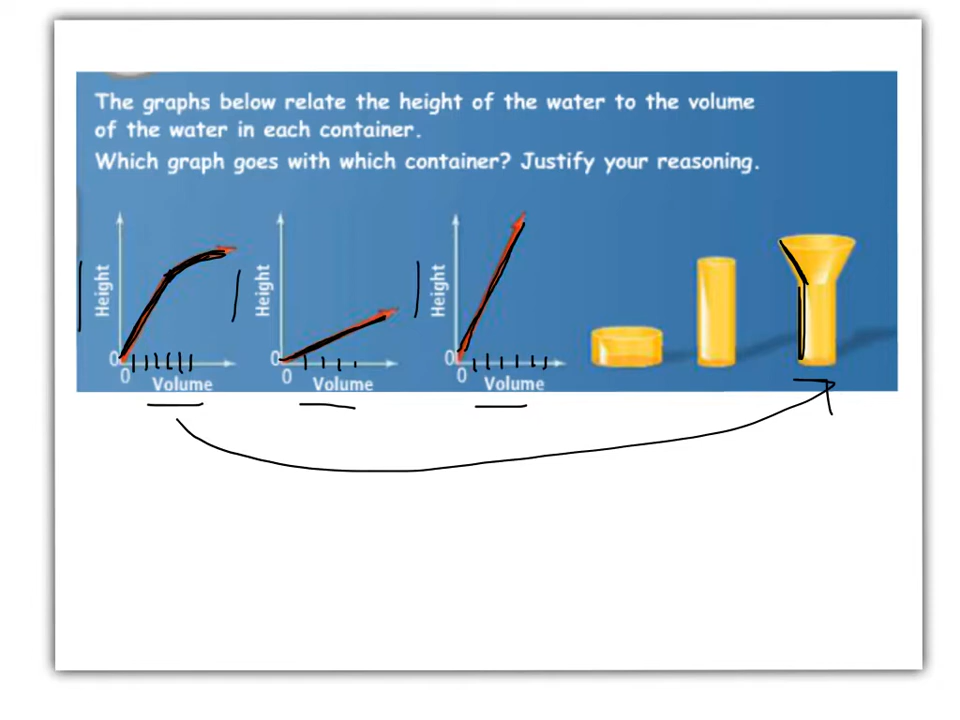 The graphs below relate the height of the water to the volume
of the water in each container.
Which graph goes with which container? Justify your reasoning.
Height
0
0
Volume
Height
0
0
Volume
Height
0
0
Volume